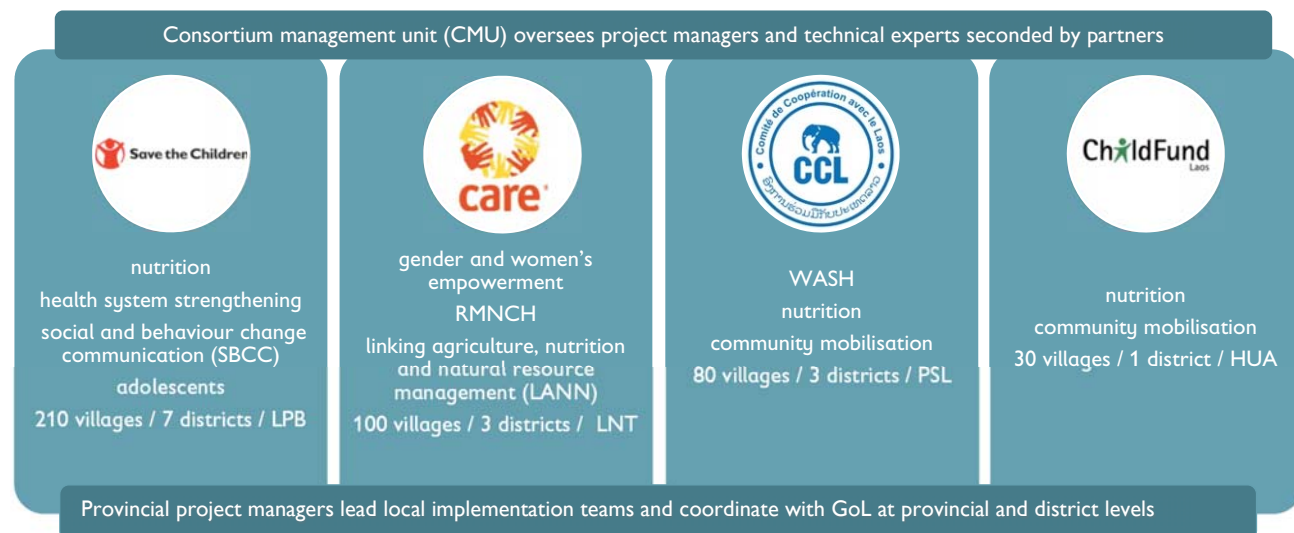 Consortium management unit (CMU) oversees project managers and technical experts seconded by partners
Save the Children
nutrition
health system strengthening
social and behaviour change
communication (SBCC)
adolescents
210 villages / 7 districts / LPB
care
gender and women's
empowerment
RMNCH
linking agriculture, nutrition
and natural resource
management (LANN)
100 villages / 3 districts / LNT
Comité de Coopération avec le Laos
CCL
WASH
nutrition
community mobilisation
80 villages / 3 districts / PSL
ChildFund
Laos
nutrition
community mobilisation
30 villages / 1 district / HUA
Provincial project managers lead local implementation teams and coordinate with GoL at provincial and district levels